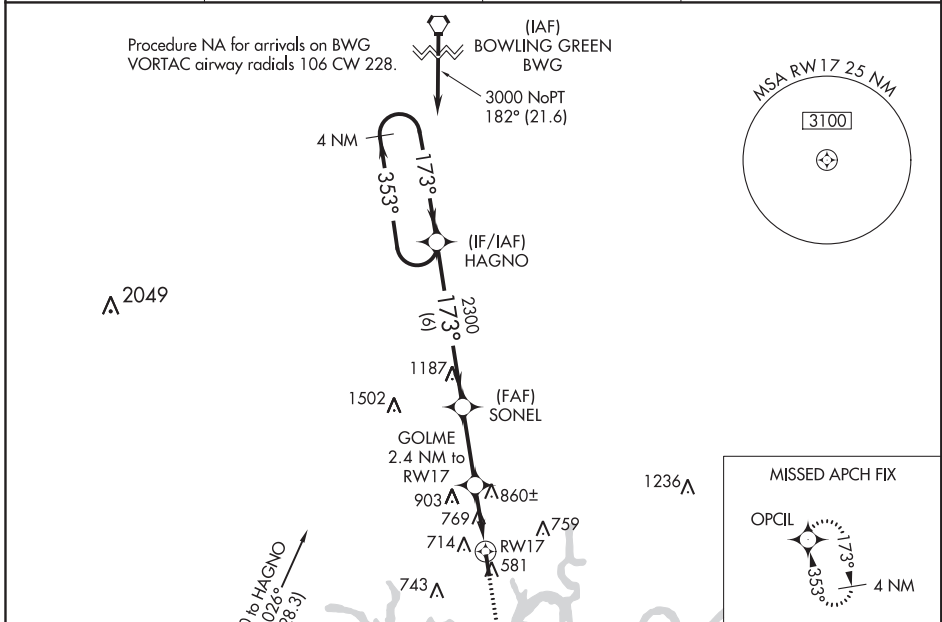 Procedure NA for arrivals on BWG
VORTAC airway radials 106 CW 228.
(IAF)
BOWLING GREEN
BWG
3000 NoPT
182° (21.6)
MSA RW17 25 NM
3100
4 NM
173°
353°
(IF/IAF)
HAGNO
2049
2300
173°
(6)
1187
1502
(FAF)
SONEL
GOLME
2.4 NM to
RW17
903
860±
1236
769
759
714
RW17
581
743
to HAGNO
026°
MISSED APCH FIX
OPCIL
173°
353°
4 NM